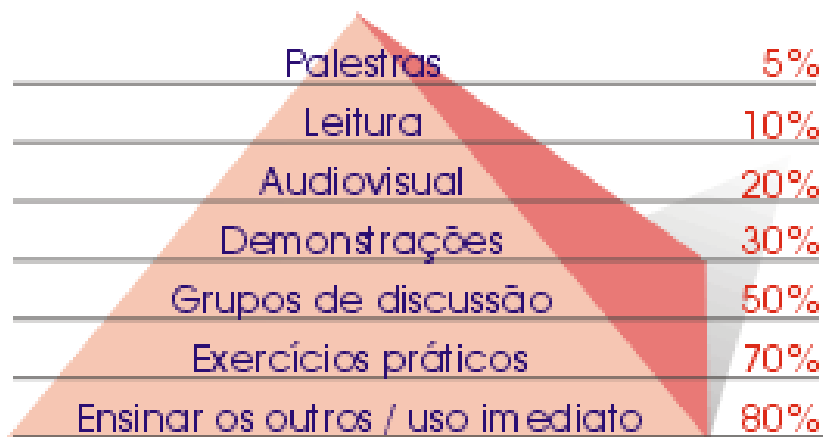 Palestras 5%
Leitura 10%
Audiovisual 20%
Demonstrações 30%
Grupos de discussão 50%
Exercícios práticos 70%
Ensinar os outros / uso imediato 80%